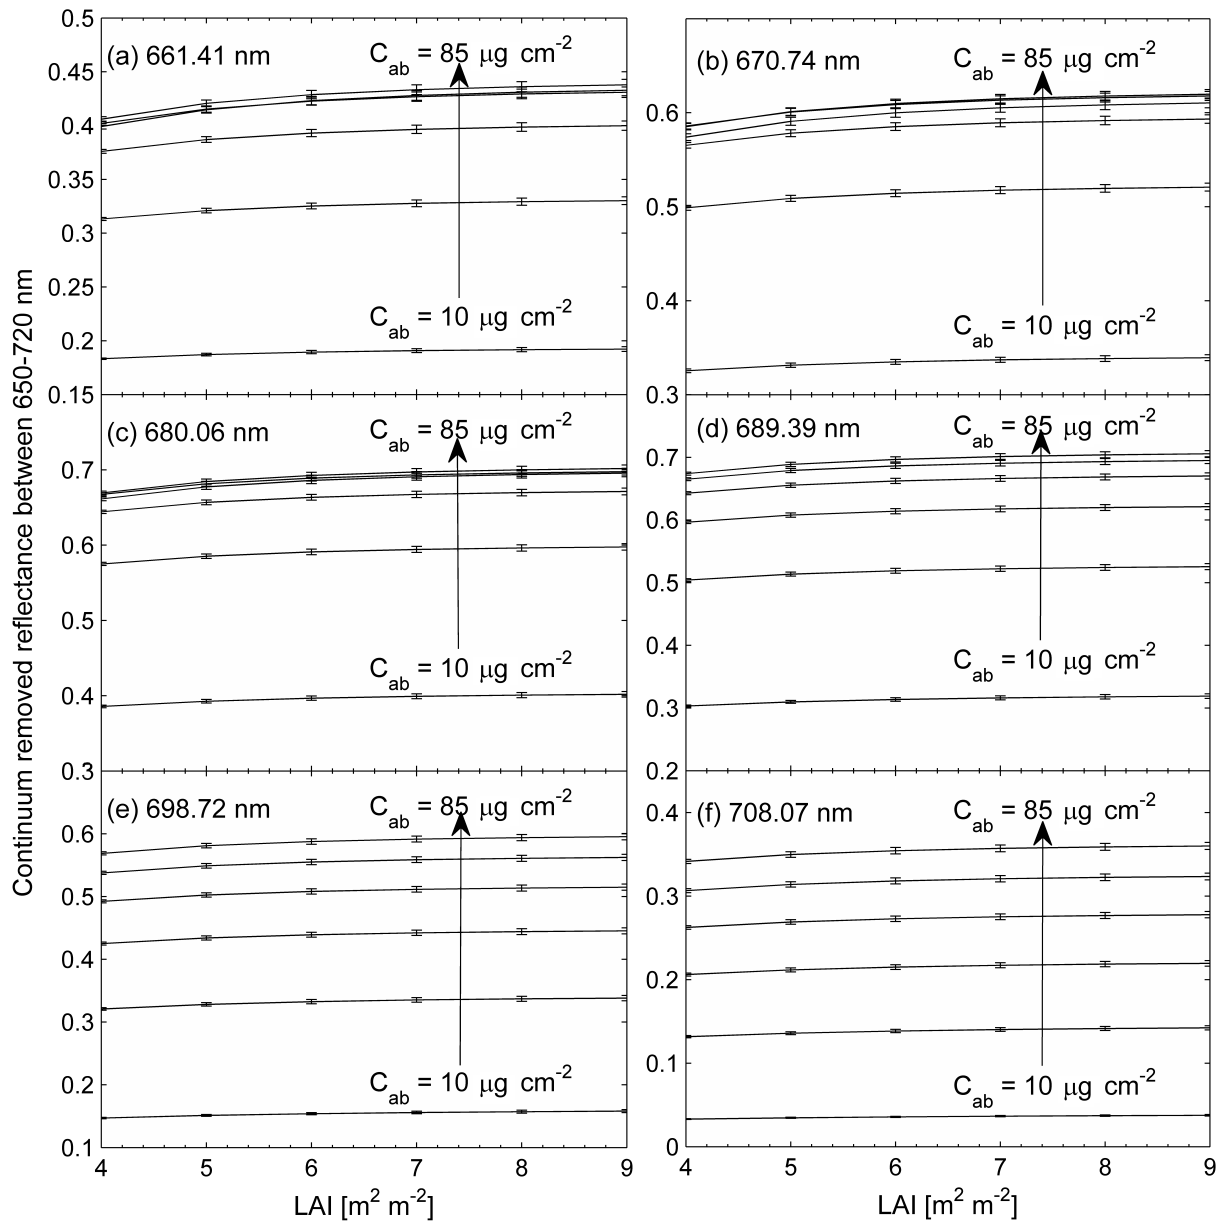 Continuum removed reflectance between 650-720 nm
(a) 661.41 nm
C_ab = 85 μg cm⁻²
C_ab = 10 μg cm⁻²
0.5
0.45
0.4
0.35
0.3
0.25
0.2
0.15
(b) 670.74 nm
C_ab = 85 μg cm⁻²
C_ab = 10 μg cm⁻²
0.6
0.5
0.4
0.3
(c) 680.06 nm
C_ab = 85 μg cm⁻²
C_ab = 10 μg cm⁻²
0.7
0.6
0.5
0.4
0.3
(d) 689.39 nm
C_ab = 85 μg cm⁻²
C_ab = 10 μg cm⁻²
0.7
0.6
0.5
0.4
0.3
0.2
(e) 698.72 nm
C_ab = 85 μg cm⁻²
C_ab = 10 μg cm⁻²
0.6
0.5
0.4
0.3
0.2
0.1
4 5 6 7 8 9
LAI [m² m⁻²]
(f) 708.07 nm
C_ab = 85 μg cm⁻²
C_ab = 10 μg cm⁻²
0.4
0.3
0.2
0.1
0
4 5 6 7 8 9
LAI [m² m⁻²]